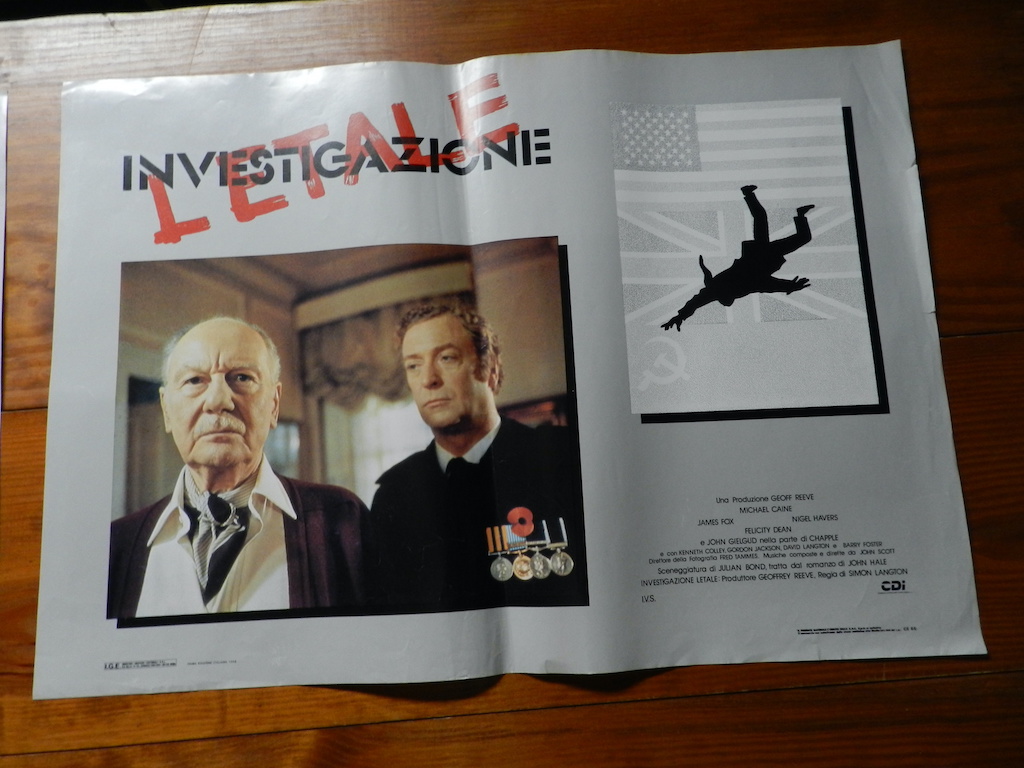 INVESTIGAZIONE
LETALE
Una Produzione GEOFF REEVE
MICHAEL CAINE
JAMES FOX NIGEL HAVERS
FELICITY DEAN
e JOHN GIELGUD nella parte di CHAPPLE
e con KENNETH COLLEY, GORDON JACKSON, DAVID LANGTON e BARRY FOSTER
Direttore della Fotografia FRED TAMMES. Musiche composte e dirette da JOHN SCOTT
Sceneggiatura di JULIAN BOND, tratta dal romanzo di JOHN HALE
INVESTIGAZIONE LETALE: Produttore GEOFFREY REEVE, Regia di SIMON LANGTON
I.V.S.
CDI
I.G.E.